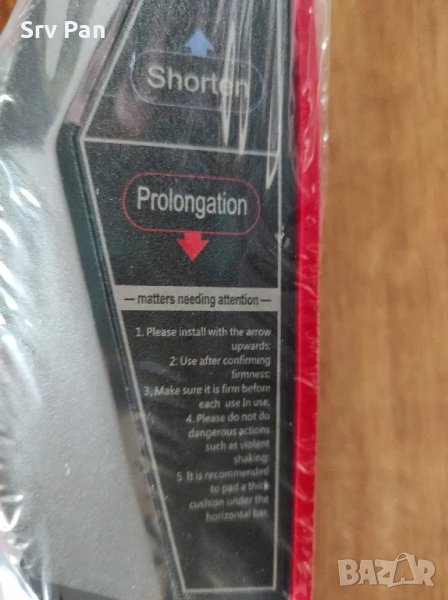 Srv Pan
Shorten
Prolongation
— matters needing attention —
1. Please install with the arrow
upwards;
2. Use after confirming
firmness;
3. Make sure it is firm before
each use In use,
4. Please do not do
dangerous actions
such as violent
shaking;
5. It is recommended
to pad a thick
cushion under the
horizontal bar.
BAZAR